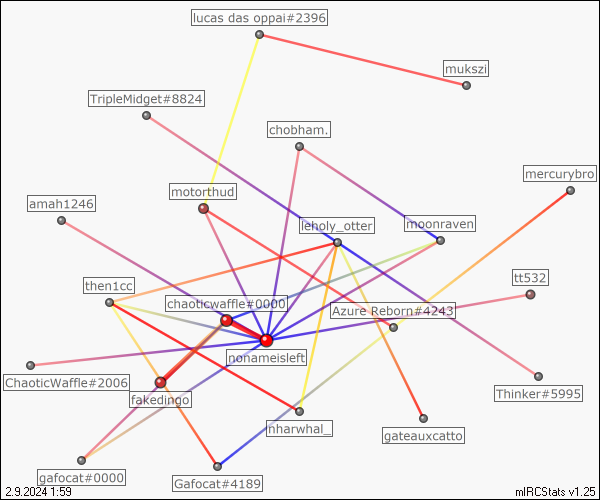 lucas das oppai#2396
mukszi
TripleMidget#8824
chobham.
mercurybro
motorthud
amah1246
leholy_otter
moonraven
tt532
then1cc
chaoticwaffle#0000
Azure Reborn#4243
nonameisleft
ChaoticWaffle#2006
fakedingo
Thinker#5995
nharwhal_
gateauxcatto
gafocat#0000
Gafocat#4189
2.9.2024 1:59
mIRCStats v1.25